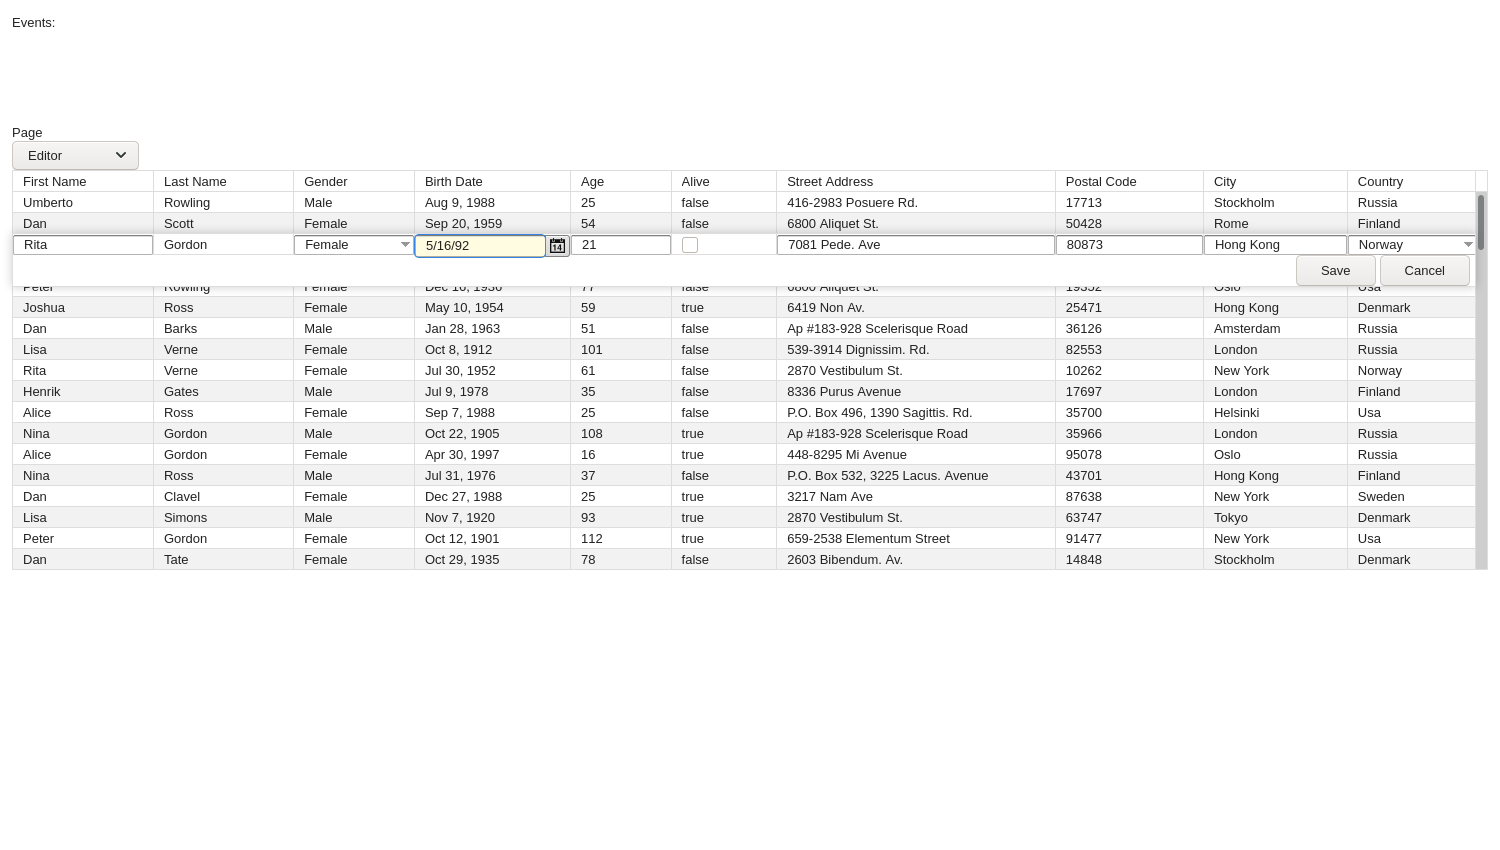 Events:
Page
Editor
First Name Last Name Gender Birth Date Age Alive Street Address Postal Code City Country
Umberto Rowling Male Aug 9, 1988 25 false 416-2983 Posuere Rd. 17713 Stockholm Russia
Dan Scott Female Sep 20, 1959 54 false 6800 Aliquet St. 50428 Rome Finland
Rita Gordon Female 5/16/92 14 21 7081 Pede. Ave 80873 Hong Kong Norway
Save Cancel
Peter Rowling Female Dec 16, 1936 77 false 6800 Aliquet St. 19352 Oslo Usa
Joshua Ross Female May 10, 1954 59 true 6419 Non Av. 25471 Hong Kong Denmark
Dan Barks Male Jan 28, 1963 51 false Ap #183-928 Scelerisque Road 36126 Amsterdam Russia
Lisa Verne Female Oct 8, 1912 101 false 539-3914 Dignissim. Rd. 82553 London Russia
Rita Verne Female Jul 30, 1952 61 false 2870 Vestibulum St. 10262 New York Norway
Henrik Gates Male Jul 9, 1978 35 false 8336 Purus Avenue 17697 London Finland
Alice Ross Female Sep 7, 1988 25 false P.O. Box 496, 1390 Sagittis. Rd. 35700 Helsinki Usa
Nina Gordon Male Oct 22, 1905 108 true Ap #183-928 Scelerisque Road 35966 London Russia
Alice Gordon Female Apr 30, 1997 16 true 448-8295 Mi Avenue 95078 Oslo Russia
Nina Ross Male Jul 31, 1976 37 false P.O. Box 532, 3225 Lacus. Avenue 43701 Hong Kong Finland
Dan Clavel Female Dec 27, 1988 25 true 3217 Nam Ave 87638 New York Sweden
Lisa Simons Male Nov 7, 1920 93 true 2870 Vestibulum St. 63747 Tokyo Denmark
Peter Gordon Female Oct 12, 1901 112 true 659-2538 Elementum Street 91477 New York Usa
Dan Tate Female Oct 29, 1935 78 false 2603 Bibendum. Av. 14848 Stockholm Denmark